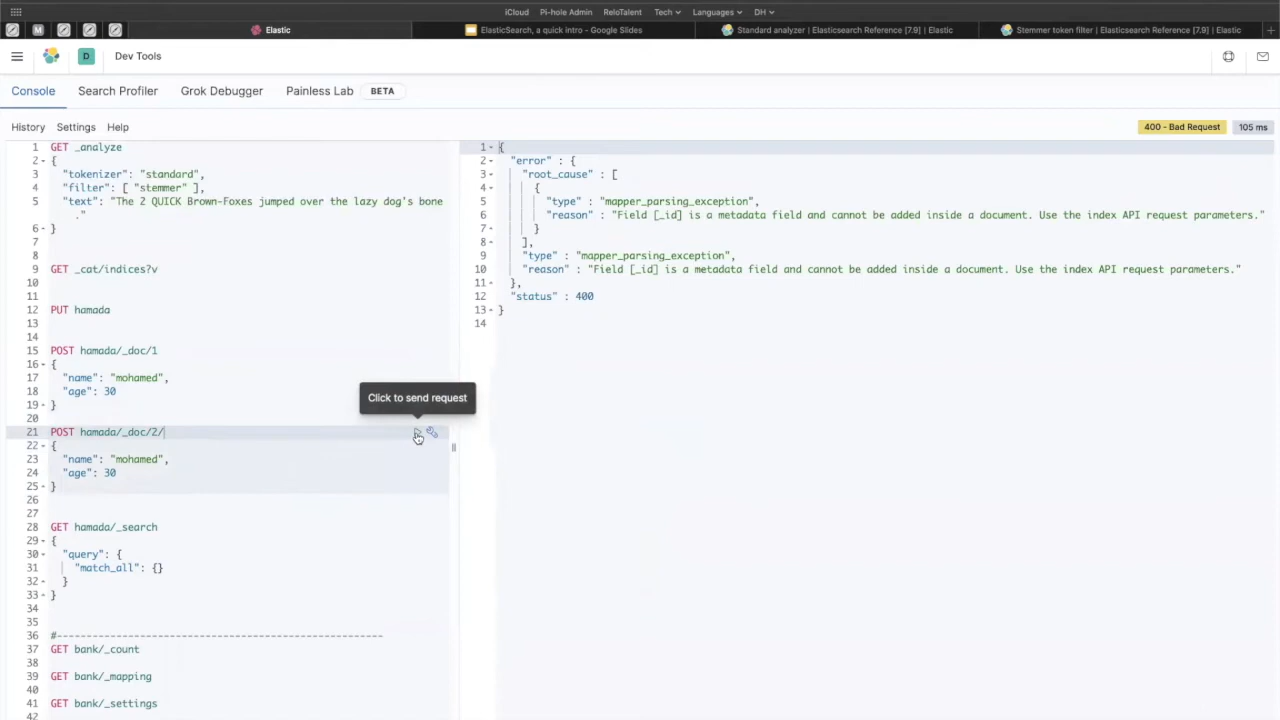 iCloud Pi-hole Admin ReloTalent Tech Languages DH
M Elastic ElasticSearch, a quick intro - Google Slides Standard analyzer | Elasticsearch Reference [7.9] | Elastic Stemmer token filter | Elasticsearch Reference [7.9] | Elastic
D Dev Tools
Console Search Profiler Grok Debugger Painless Lab BETA
History Settings Help 400 - Bad Request 105 ms
1 GET _analyze
2 {
3 "tokenizer": "standard",
4 "filter": [ "stemmer" ],
5 "text": "The 2 QUICK Brown-Foxes jumped over the lazy dog's bone
."
6 }
7
8
9 GET _cat/indices?v
10
11
12 PUT hamada
13
14
15 POST hamada/_doc/1
16 {
17 "name": "mohamed",
18 "age": 30
19 }
20
21 POST hamada/_doc/2/
22 {
23 "name": "mohamed",
24 "age": 30
25 }
26
27
28 GET hamada/_search
29 {
30 "query": {
31 "match_all": {}
32 }
33 }
34
35
36 #-------------------------------------------------------
37 GET bank/_count
38
39 GET bank/_mapping
40
41 GET bank/_settings
42
Click to send request
1 {
2 "error" : {
3 "root_cause" : [
4 {
5 "type" : "mapper_parsing_exception",
6 "reason" : "Field [_id] is a metadata field and cannot be added inside a document. Use the index API request parameters."
7 }
8 ],
9 "type" : "mapper_parsing_exception",
10 "reason" : "Field [_id] is a metadata field and cannot be added inside a document. Use the index API request parameters."
11 },
12 "status" : 400
13 }
14